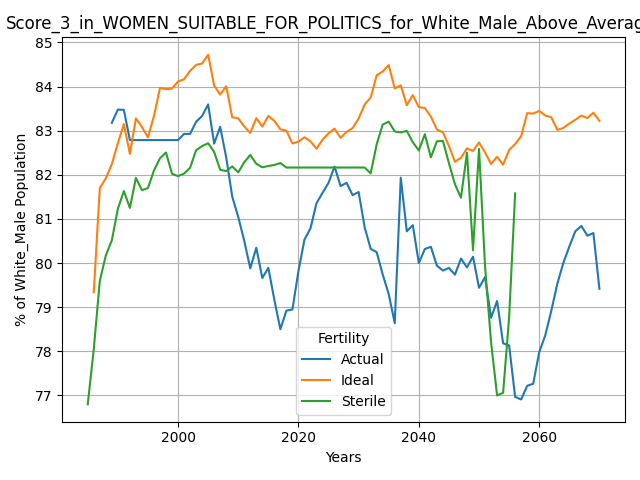 Score_3_in_WOMEN_SUITABLE_FOR_POLITICS_for_White_Male_Above_Averag
85
84
83
82
81
80
79
78
77
% of White_Male Population
Fertility
Actual
Ideal
Sterile
2000 2020 2040 2060
Years